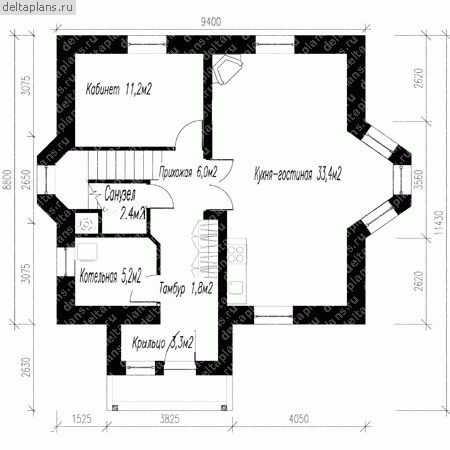 deltaplans.ru
9400
Кабинет 11,2м2
Прихожая 6,0м2
Кухня-гостиная 33,4м2
Санузел
2.4м2
Котельная 5,2м2
Тамбур 1,8м2
Крыльцо 3,3м2
3075
2650
3075
2630
8800
2620
3560
2620
11430
1525
3825
4050
deltaplans.ru